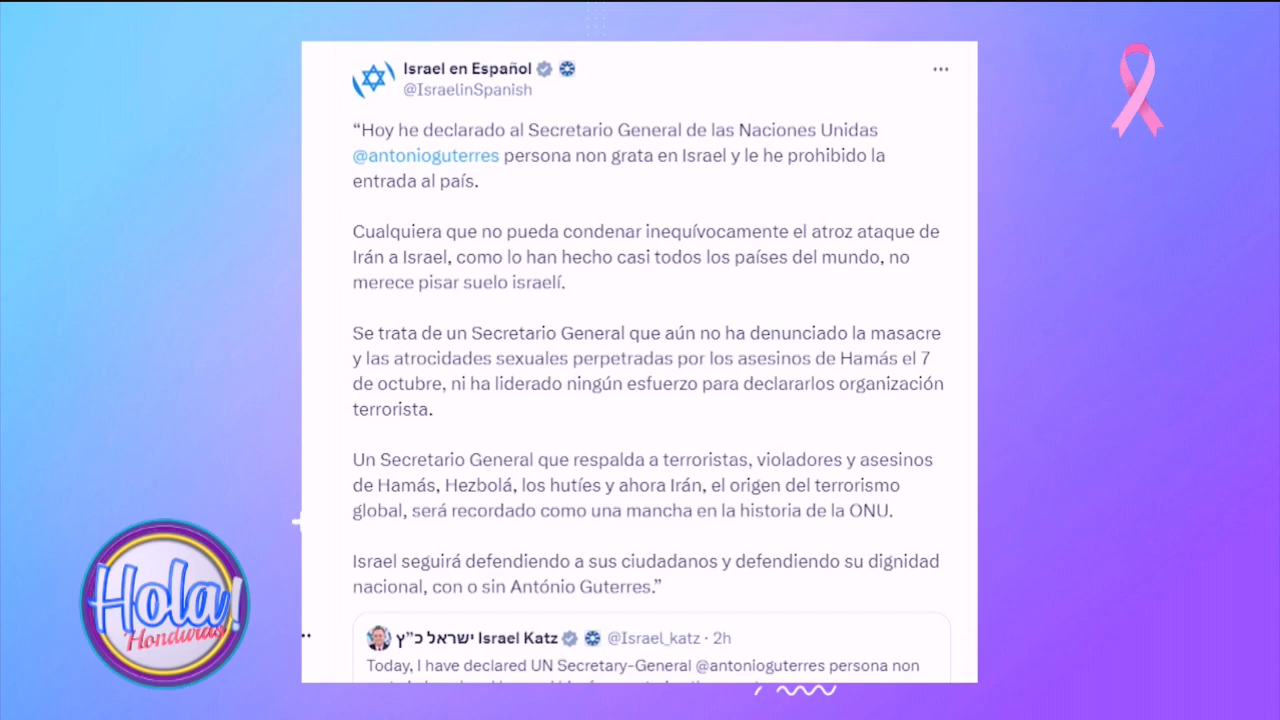 Israel en Español
@IsraelinSpanish
“Hoy he declarado al Secretario General de las Naciones Unidas
@antonioguterres persona non grata en Israel y le he prohibido la
entrada al país.
Cualquiera que no pueda condenar inequívocamente el atroz ataque de
Irán a Israel, como lo han hecho casi todos los países del mundo, no
merece pisar suelo israelí.
Se trata de un Secretario General que aún no ha denunciado la masacre
y las atrocidades sexuales perpetradas por los asesinos de Hamás el 7
de octubre, ni ha liderado ningún esfuerzo para declararlos organización
terrorista.
Un Secretario General que respalda a terroristas, violadores y asesinos
de Hamás, Hezbolá, los hutíes y ahora Irán, el origen del terrorismo
global, será recordado como una mancha en la historia de la ONU.
Israel seguirá defendiendo a sus ciudadanos y defendiendo su dignidad
nacional, con o sin António Guterres.”
ישראל כ”ץ Israel Katz @Israel_katz · 2h
Today, I have declared UN Secretary-General @antonioguterres persona non
Hola!
Honduras